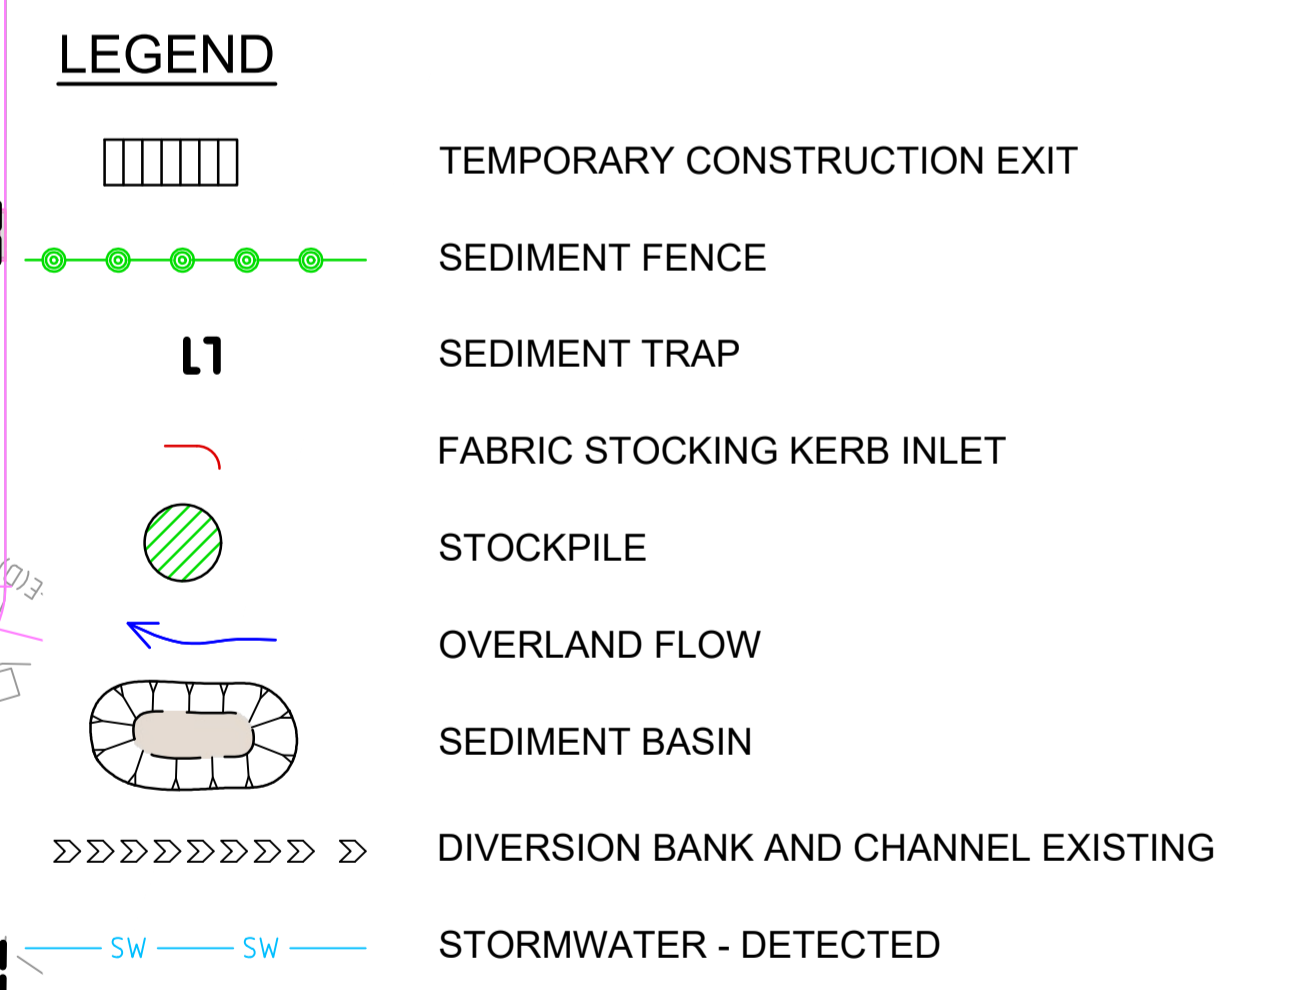 LEGEND
TEMPORARY CONSTRUCTION EXIT
SEDIMENT FENCE
SEDIMENT TRAP
FABRIC STOCKING KERB INLET
STOCKPILE
OVERLAND FLOW
SEDIMENT BASIN
DIVERSION BANK AND CHANNEL EXISTING
SW SW STORMWATER - DETECTED